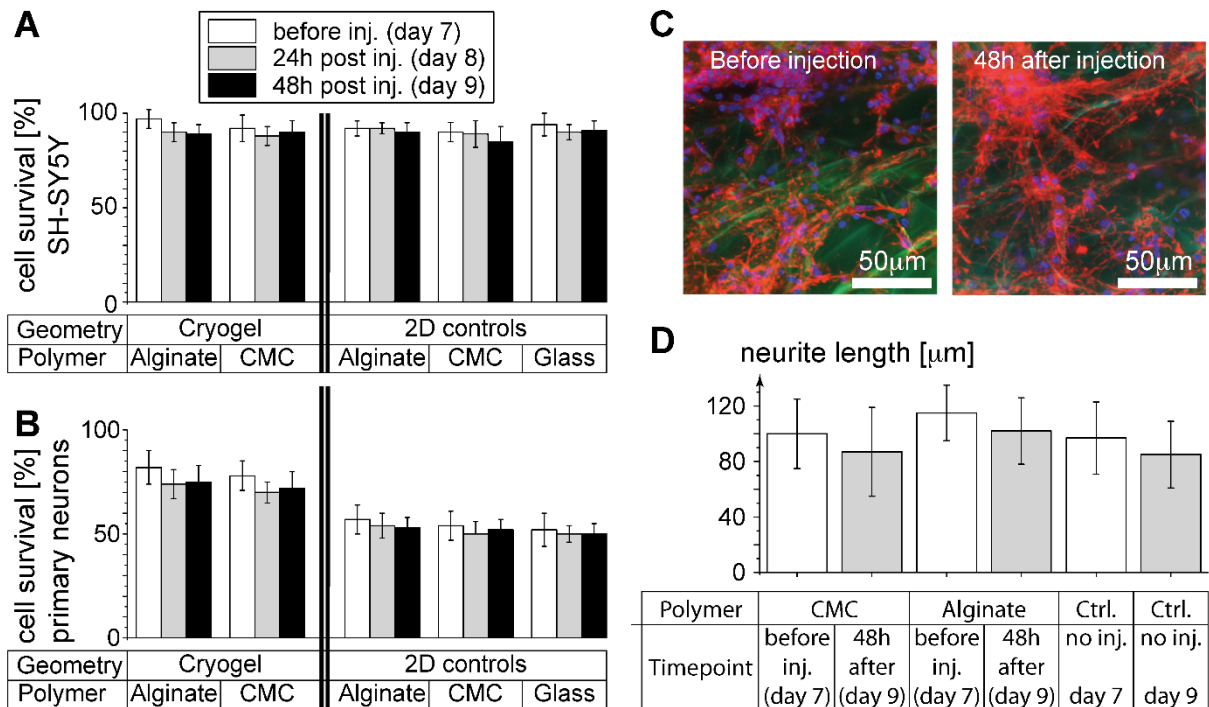 A
before inj. (day 7)
24h post inj. (day 8)
48h post inj. (day 9)
cell survival [%]
SH-SY5Y
100
50
0
Geometry Cryogel 2D controls
Polymer Alginate CMC Alginate CMC Glass
B
cell survival [%]
primary neurons
100
50
0
Geometry Cryogel 2D controls
Polymer Alginate CMC Alginate CMC Glass
C
Before injection
50µm
48h after injection
50µm
D
neurite length [µm]
120
80
40
0
Polymer CMC Alginate Ctrl. Ctrl.
Timepoint
before inj. (day 7)
48h after (day 9)
before inj. (day 7)
48h after (day 9)
no inj. day 7
no inj. day 9